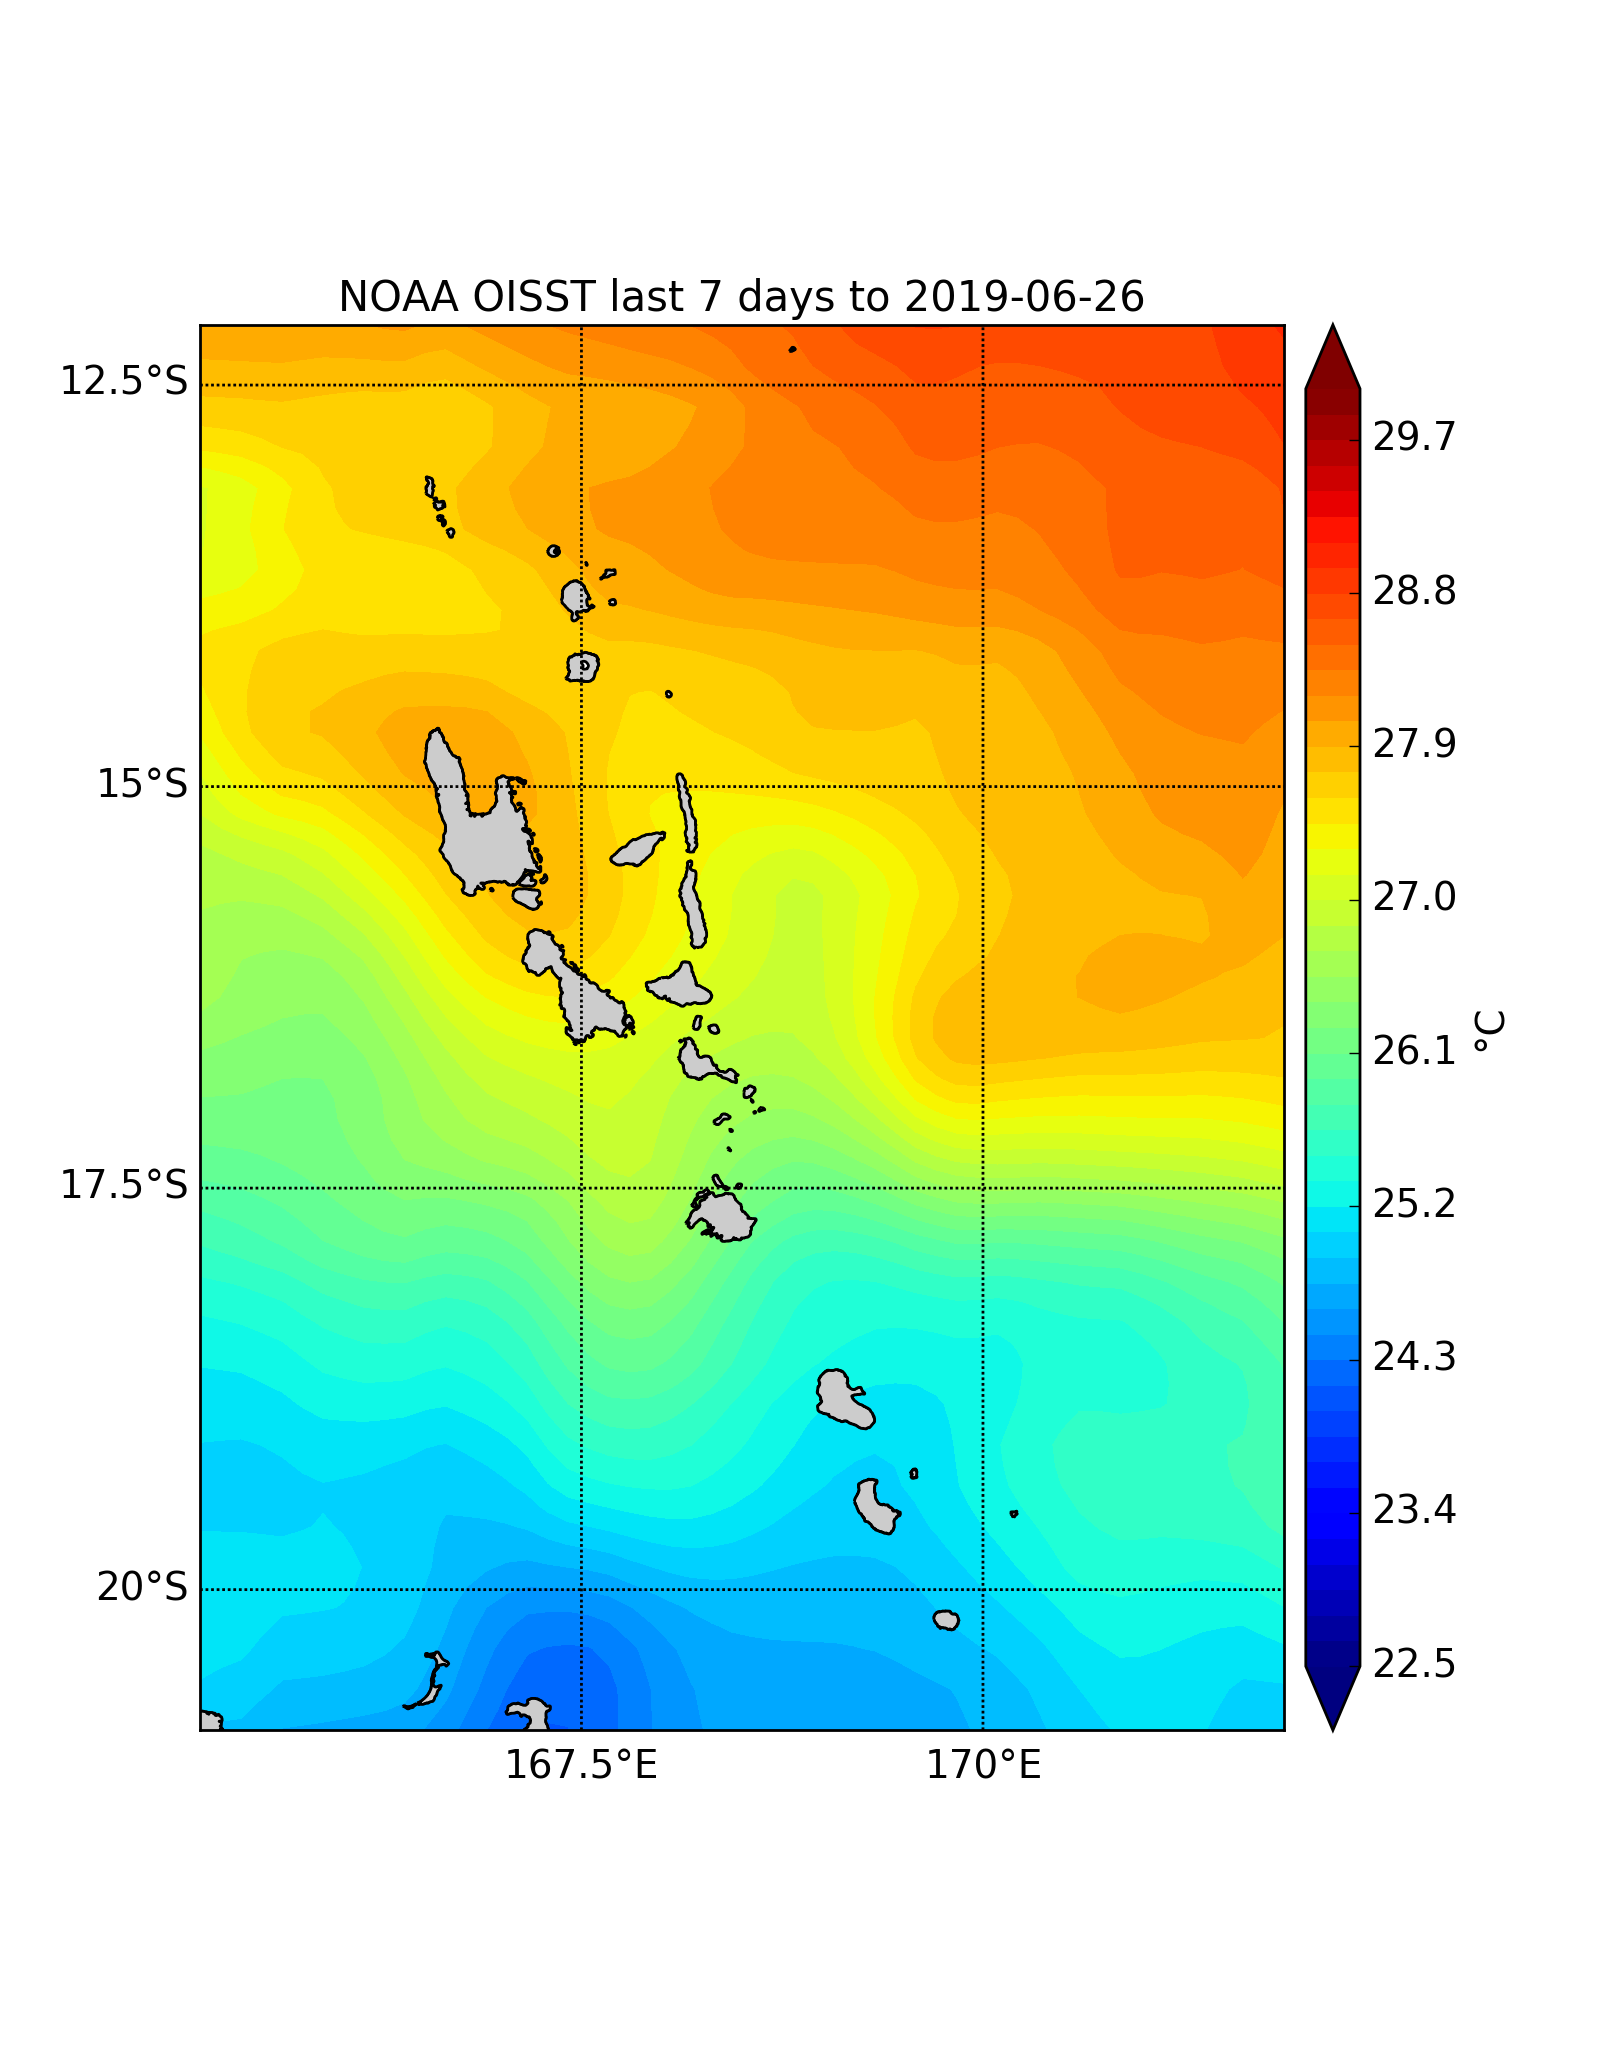 NOAA OISST last 7 days to 2019-06-26
12.5°S
15°S
17.5°S
20°S
167.5°E
170°E
29.7
28.8
27.9
27.0
26.1
25.2
24.3
23.4
22.5
°C